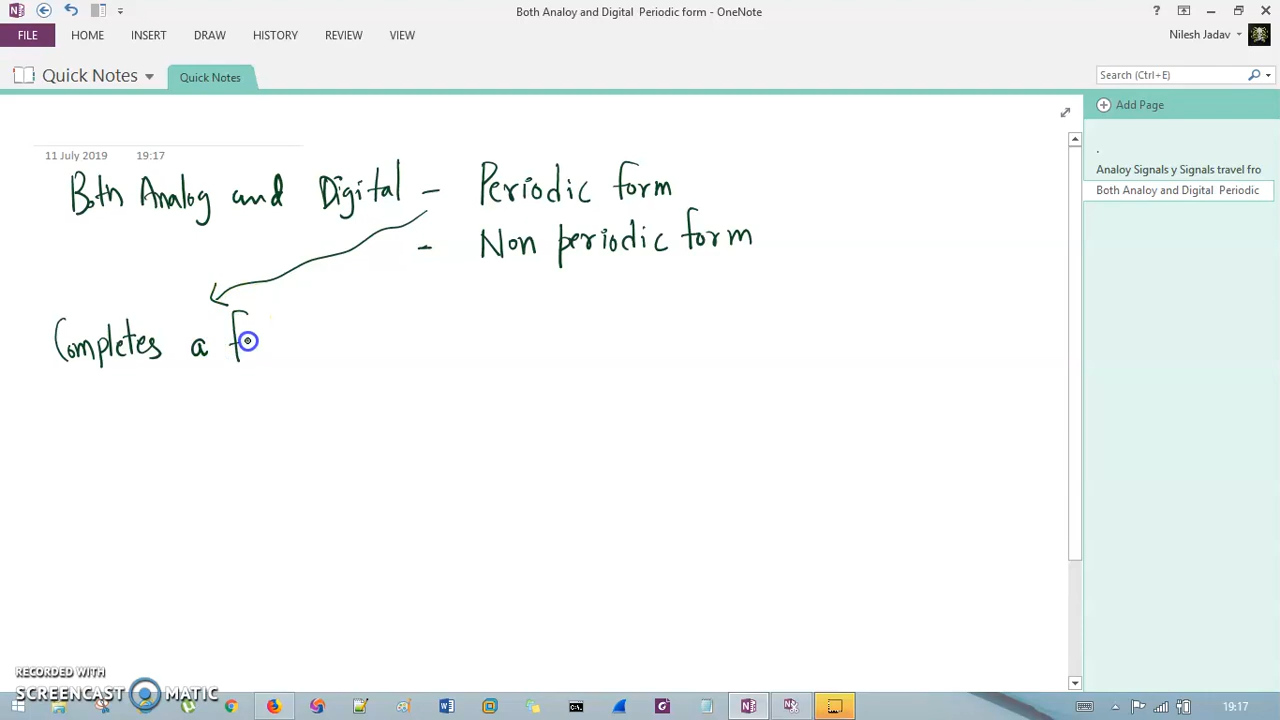 Both Analoy and Digital Periodic form - OneNote
FILE HOME INSERT DRAW HISTORY REVIEW VIEW
Nilesh Jadav
Quick Notes
Quick Notes
Search (Ctrl+E)
Add Page
.
Analoy Signals y Signals travel fro
Both Analoy and Digital Periodic
11 July 2019 19:17
Both Analog and Digital - Periodic form
- Non periodic form
Completes a f
RECORDED WITH
SCREENCAST MATIC
19:17